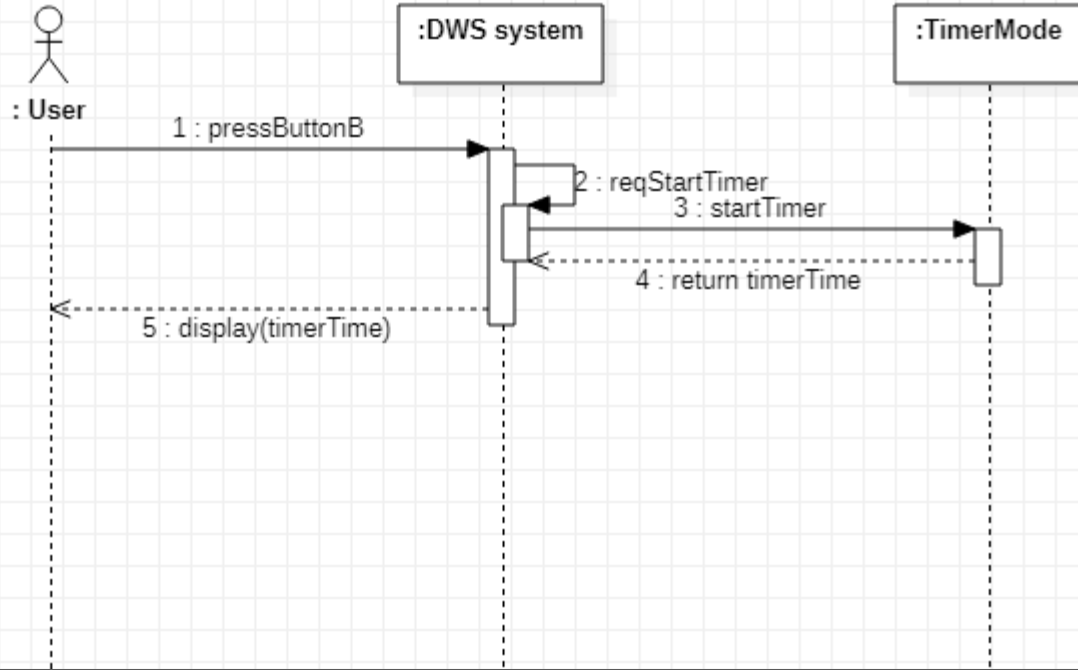 :DWS system
:TimerMode
: User
1 : pressButtonB
2 : reqStartTimer
3 : startTimer
4 : return timerTime
5 : display(timerTime)